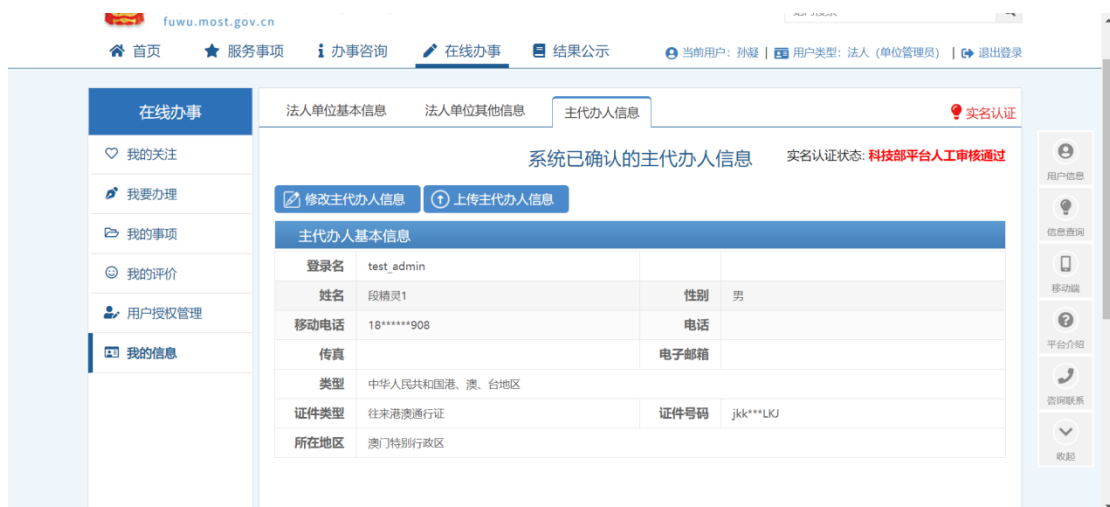 fuwu.most.gov.cn
首页 服务事项 办事咨询 在线办事 结果公示 当前用户：孙凝 | 用户类型：法人（单位管理员） | 退出登录
在线办事
我的关注
我要办理
我的事项
我的评价
用户授权管理
我的信息
法人单位基本信息 法人单位其他信息 主代办人信息 实名认证
系统已确认的主代办人信息 实名认证状态: 科技部平台人工审核通过
修改主代办人信息 上传主代办人信息
主代办人基本信息
登录名 test_admin
姓名 段精灵1 性别 男
移动电话 18******908 电话
传真 电子邮箱
类型 中华人民共和国港、澳、台地区
证件类型 往来港澳通行证 证件号码 jkk***LKJ
所在地区 澳门特别行政区
用户信息
信息查询
移动端
平台介绍
咨询联系
收起